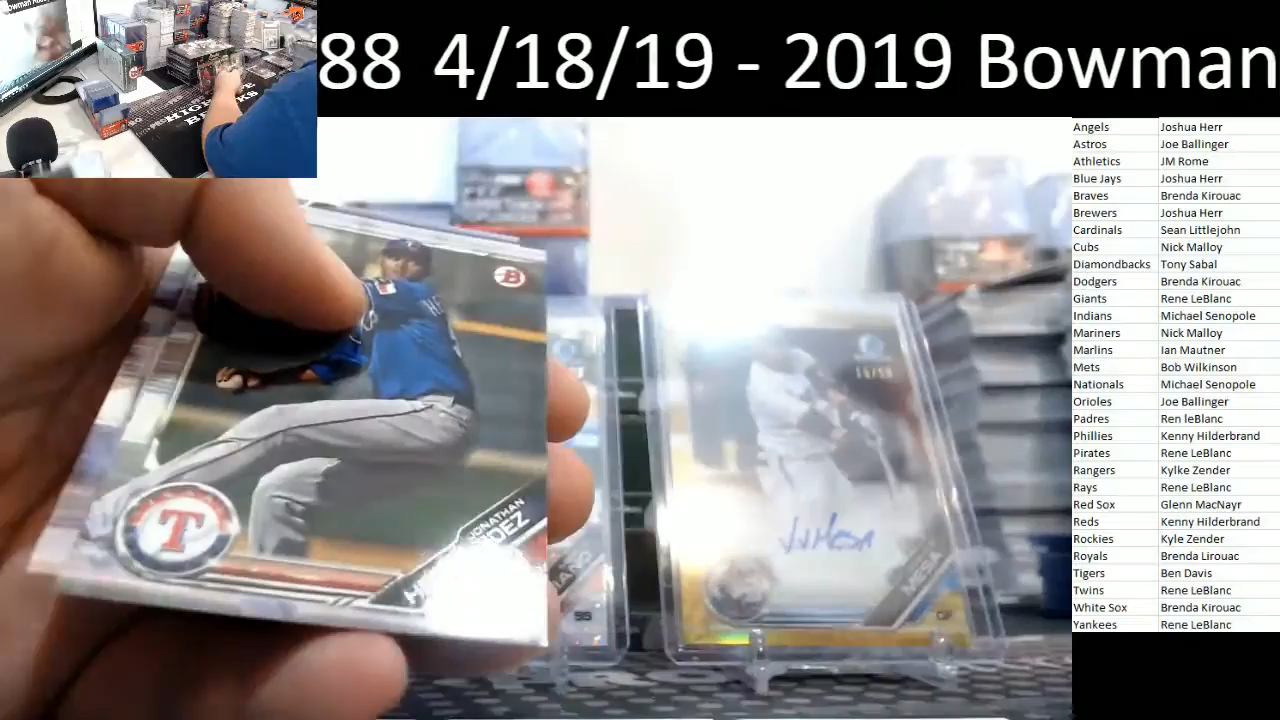 88 4/18/19 - 2019 Bowman
Angels Joshua Herr
Astros Joe Ballinger
Athletics JM Rome
Blue Jays Joshua Herr
Braves Brenda Kirouac
Brewers Joshua Herr
Cardinals Sean Littlejohn
Cubs Nick Malloy
Diamondbacks Tony Sabal
Dodgers Brenda Kirouac
Giants Rene LeBlanc
Indians Michael Senopole
Mariners Nick Malloy
Marlins Ian Mautner
Mets Bob Wilkinson
Nationals Michael Senopole
Orioles Joe Ballinger
Padres Ren leBlanc
Phillies Kenny Hilderbrand
Pirates Rene LeBlanc
Rangers Kylke Zender
Rays Rene LeBlanc
Red Sox Glenn MacNayr
Reds Kenny Hilderbrand
Rockies Kyle Zender
Royals Brenda Lirouac
Tigers Ben Davis
Twins Rene LeBlanc
White Sox Brenda Kirouac
Yankees Rene LeBlanc
B
T
JONATHAN
MESA